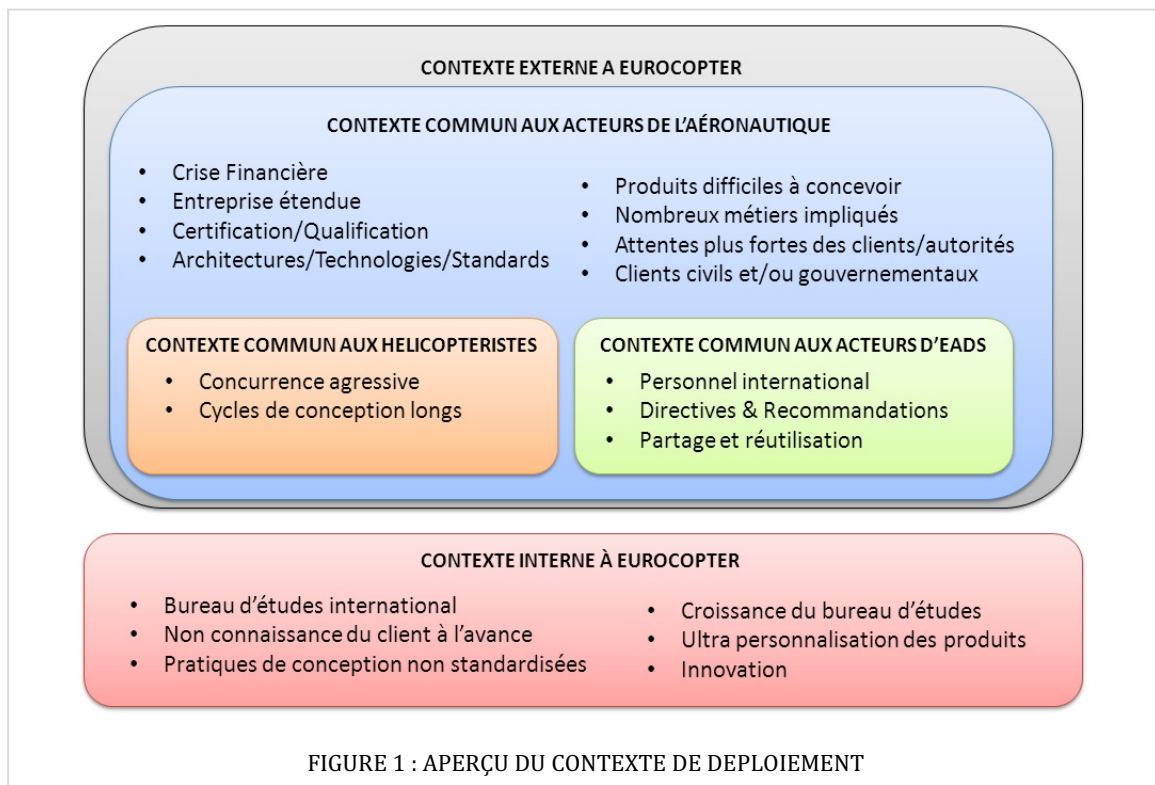 CONTEXTE EXTERNE A EUROCOPTER
CONTEXTE COMMUN AUX ACTEURS DE L'AÉRONAUTIQUE
• Crise Financière
• Entreprise étendue
• Certification/Qualification
• Architectures/Technologies/Standards
• Produits difficiles à concevoir
• Nombreux métiers impliqués
• Attentes plus fortes des clients/autorités
• Clients civils et/ou gouvernementaux
CONTEXTE COMMUN AUX HELICOPTERISTES
• Concurrence agressive
• Cycles de conception longs
CONTEXTE COMMUN AUX ACTEURS D'EADS
• Personnel international
• Directives & Recommandations
• Partage et réutilisation
CONTEXTE INTERNE À EUROCOPTER
• Bureau d'études international
• Non connaissance du client à l'avance
• Pratiques de conception non standardisées
• Croissance du bureau d'études
• Ultra personnalisation des produits
• Innovation
FIGURE 1 : APERÇU DU CONTEXTE DE DEPLOIEMENT